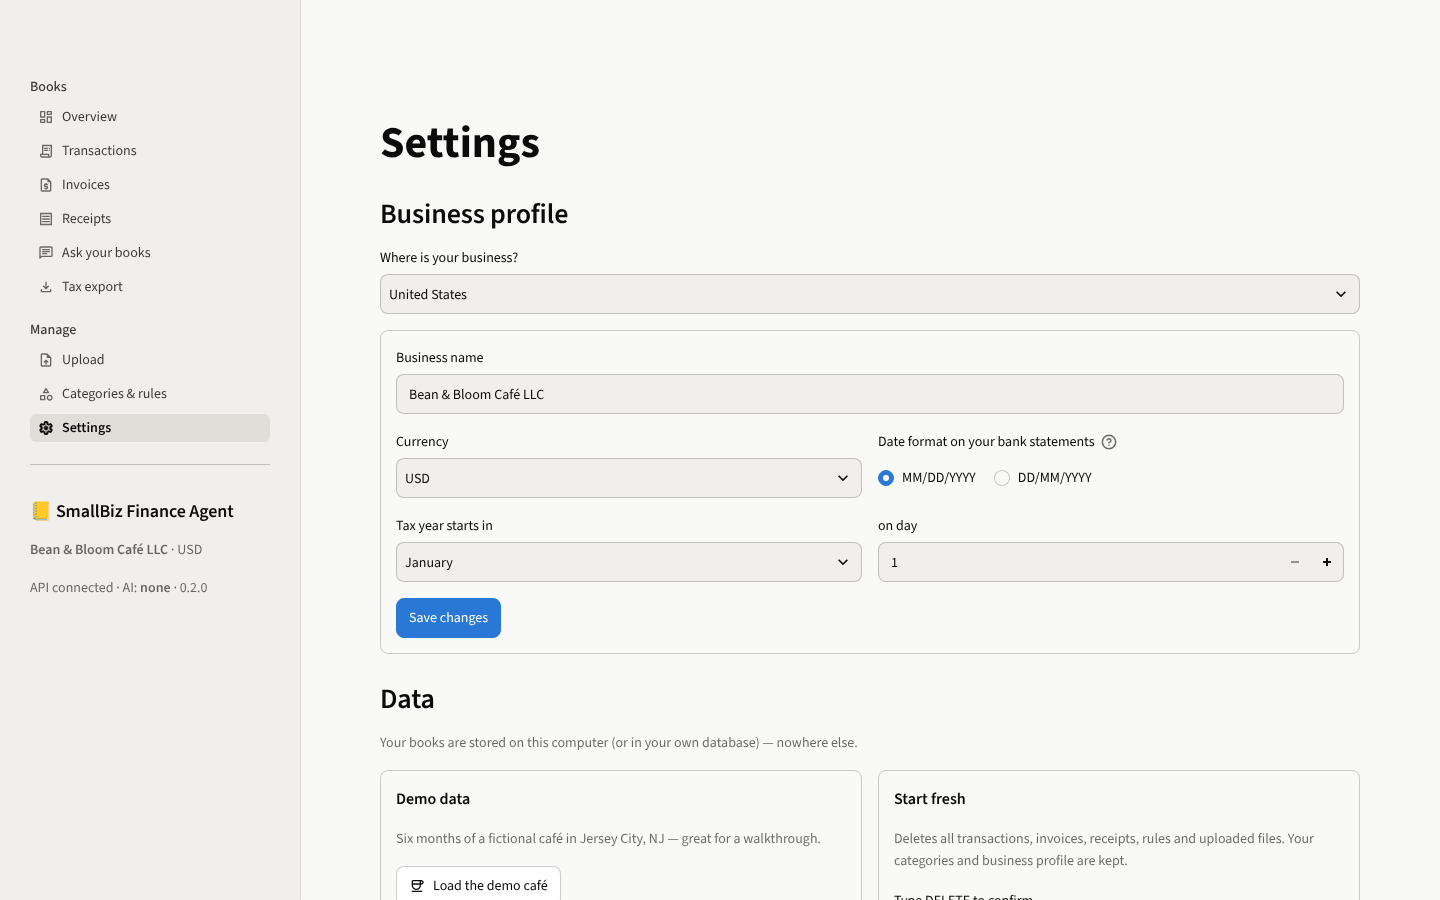 Books
Overview
Transactions
Invoices
Receipts
Ask your books
Tax export
Manage
Upload
Categories & rules
Settings
SmallBiz Finance Agent
Bean & Bloom Café LLC · USD
API connected · AI: none · 0.2.0
Settings
Business profile
Where is your business?
United States
Business name
Bean & Bloom Café LLC
Currency
USD
Date format on your bank statements
MM/DD/YYYY
DD/MM/YYYY
Tax year starts in
January
on day
1
Save changes
Data
Your books are stored on this computer (or in your own database) — nowhere else.
Demo data
Six months of a fictional café in Jersey City, NJ — great for a walkthrough.
Load the demo café
Start fresh
Deletes all transactions, invoices, receipts, rules and uploaded files. Your
categories and business profile are kept.
Type DELETE to confirm